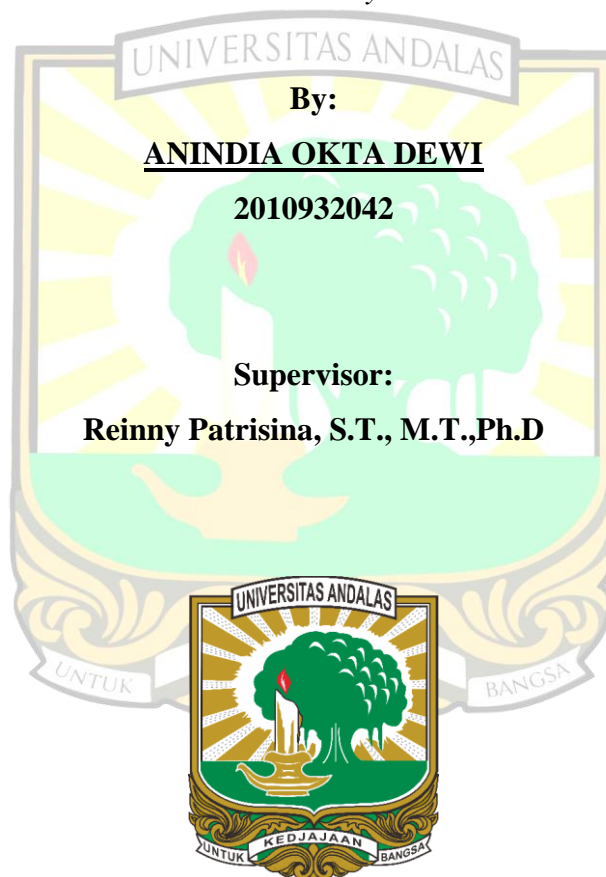 UNIVERSITAS ANDALAS
By:
ANINDIA OKTA DEWI
2010932042
Supervisor:
Reinny Patrisina, S.T., M.T.,Ph.D
UNTUK BANGSA
UNIVERSITAS ANDALAS
UNTUK KEDJAJAAN BANGSA